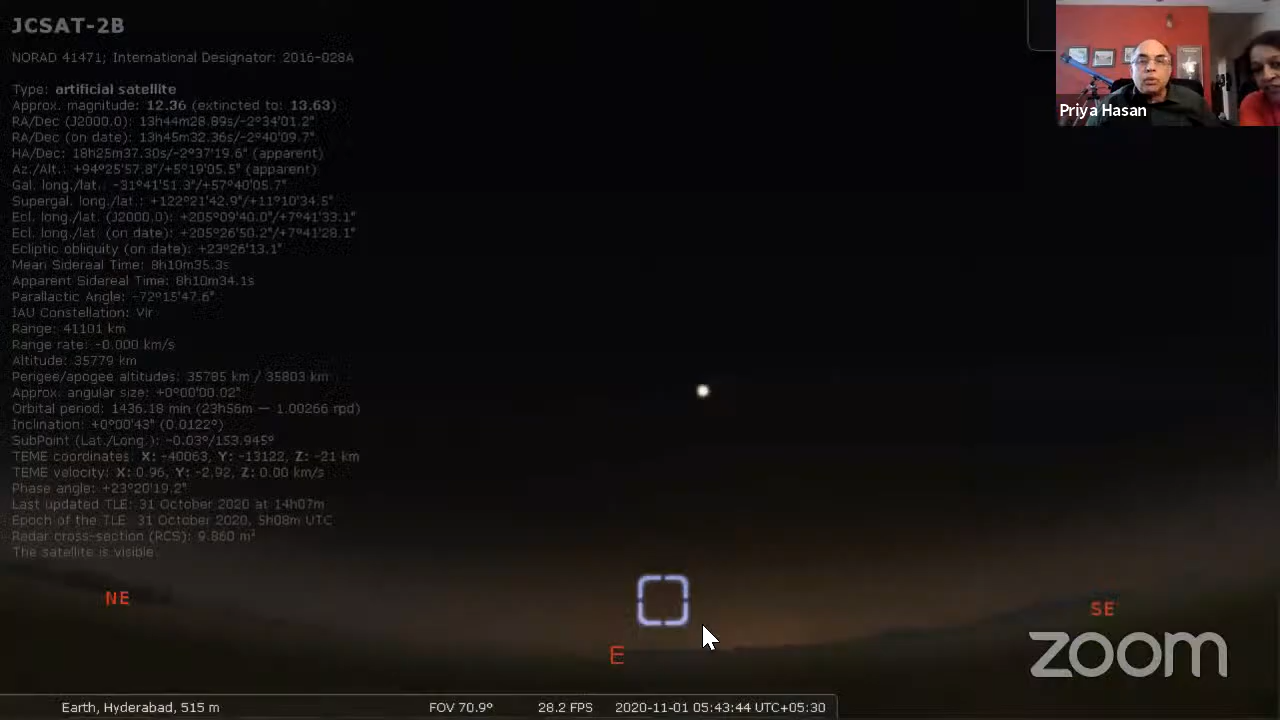 JCSAT-2B
NORAD 41471; International Designator: 2016-028A
Type: artificial satellite
Approx. magnitude: 12.36 (extincted to: 13.63)
RA/Dec (J2000.0): 13h44m28.89s/-2°34'01.2"
RA/Dec (on date): 13h45m32.36s/-2°40'09.7"
HA/Dec: 18h25m37.30s/-2°37'19.6" (apparent)
Az./Alt.: +94°25'57.8"/+5°19'05.5" (apparent)
Gal. long./lat.: -31°41'51.3"/+57°40'05.7"
Supergal. long./lat.: +122°21'42.9"/+11°10'34.5"
Ecl. long./lat. (J2000.0): +205°09'40.0"/+7°41'33.1"
Ecl. long./lat. (on date): +205°26'50.2"/+7°41'28.1"
Ecliptic obliquity (on date): +23°26'13.1"
Mean Sidereal Time: 8h10m35.3s
Apparent Sidereal Time: 8h10m34.1s
Parallactic Angle: -72°15'47.6"
IAU Constellation: Vir
Range: 41101 km
Range rate: -0.000 km/s
Altitude: 35779 km
Perigee/apogee altitudes: 35785 km / 35803 km
Approx. angular size: +0°00'00.02"
Orbital period: 1436.18 min (23h56m — 1.00266 rpd)
Inclination: +0°00'43" (0.0122°)
SubPoint (Lat./Long.): -0.03°/153.945°
TEME coordinates: X: -40063, Y: -13122, Z: -21 km
TEME velocity: X: 0.96, Y: -2.92, Z: 0.00 km/s
Phase angle: +23°20'19.2"
Last updated TLE: 31 October 2020 at 14h07m
Epoch of the TLE: 31 October 2020, 5h08m UTC
Radar cross-section (RCS): 9.860 m²
The satellite is visible.
Priya Hasan
NE
SE
E
zoom
Earth, Hyderabad, 515 m FOV 70.9° 28.2 FPS 2020-11-01 05:43:44 UTC+05:30